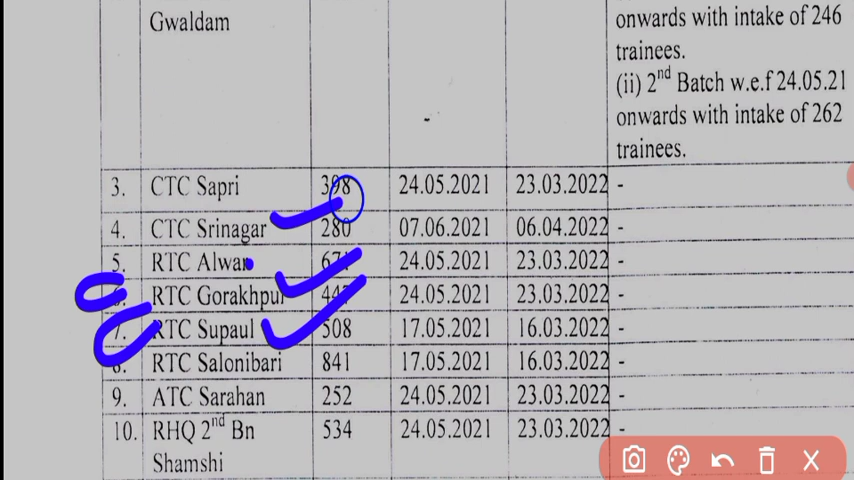 Gwaldam
onwards with intake of 246
trainees.
(ii) 2nd Batch w.e.f 24.05.21
onwards with intake of 262
trainees.
3. CTC Sapri 398 24.05.2021 23.03.2022 -
4. CTC Srinagar 280 07.06.2021 06.04.2022 -
5. RTC Alwar 24.05.2021 23.03.2022 -
RTC Gorakhpur 24.05.2021 23.03.2022 -
7. RTC Supaul 508 17.05.2021 16.03.2022 -
8. RTC Salonibari 841 17.05.2021 16.03.2022 -
9. ATC Sarahan 252 24.05.2021 23.03.2022 -
10. RHQ 2nd Bn 534 24.05.2021 23.03.2022 -
Shamshi